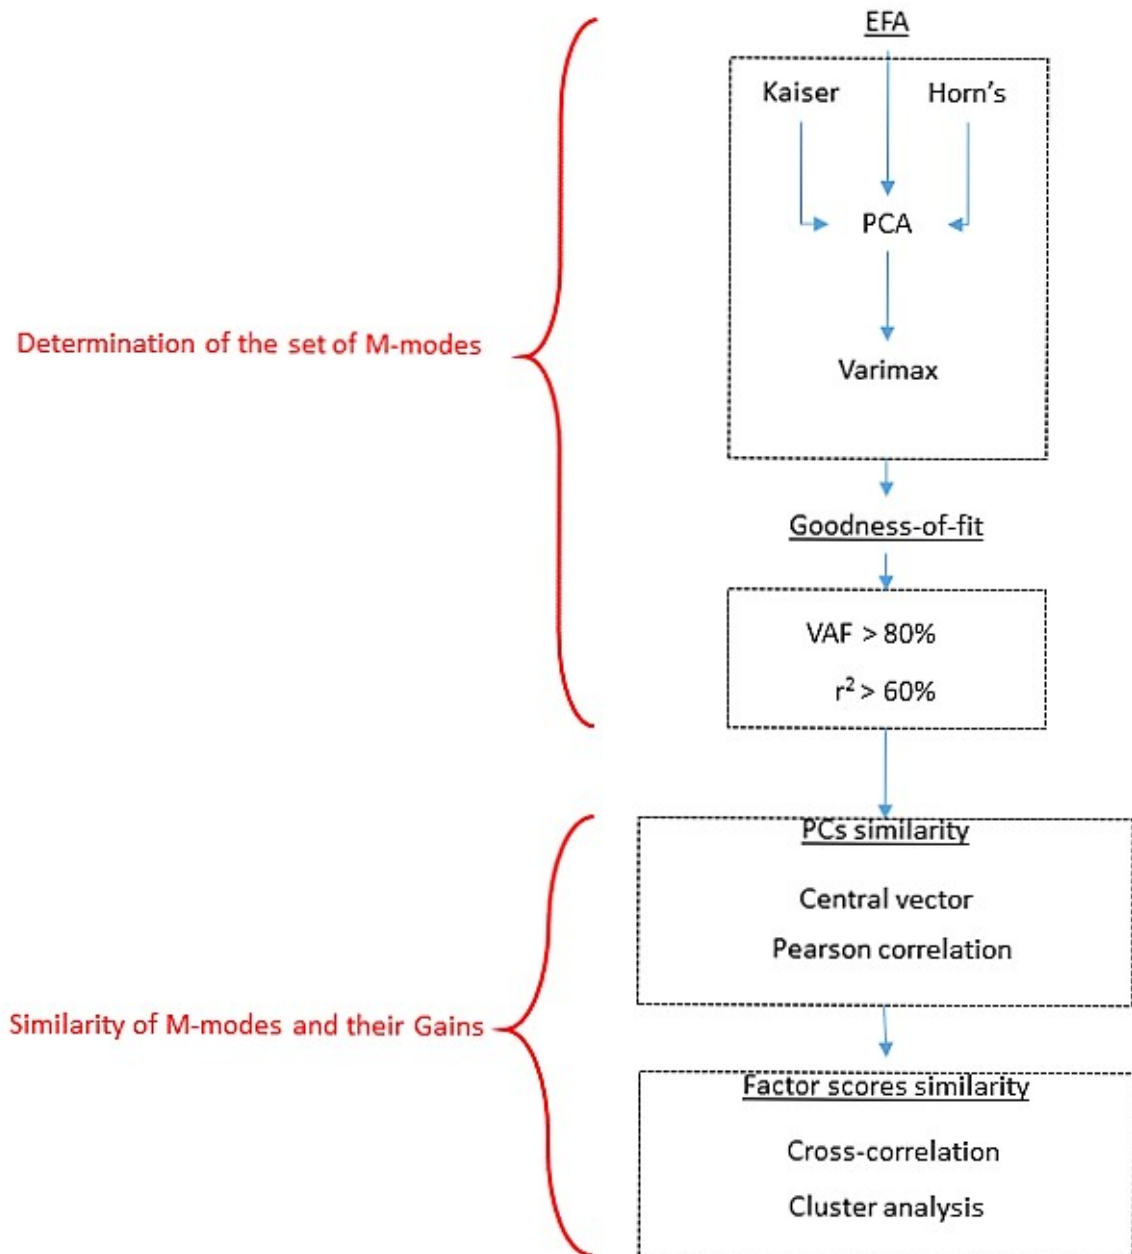 EFA
Kaiser
Horn's
PCA
Determination of the set of M-modes
Varimax
Goodness-of-fit
VAF > 80%
r² > 60%
PCs similarity
Central vector
Pearson correlation
Similarity of M-modes and their Gains
Factor scores similarity
Cross-correlation
Cluster analysis